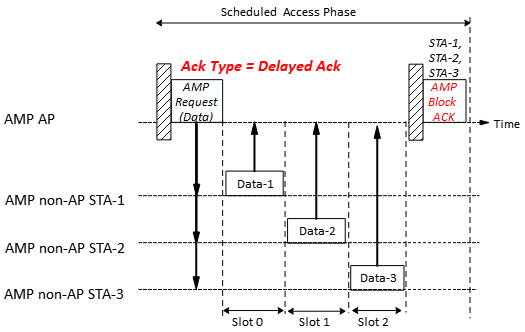 Scheduled Access Phase
Ack Type = Delayed Ack
STA-1,
STA-2,
STA-3
AMP
Request
(Data)
AMP
Block
ACK
AMP AP
Time
Data-1
AMP non-AP STA-1
Data-2
AMP non-AP STA-2
Data-3
AMP non-AP STA-3
Slot 0
Slot 1
Slot 2